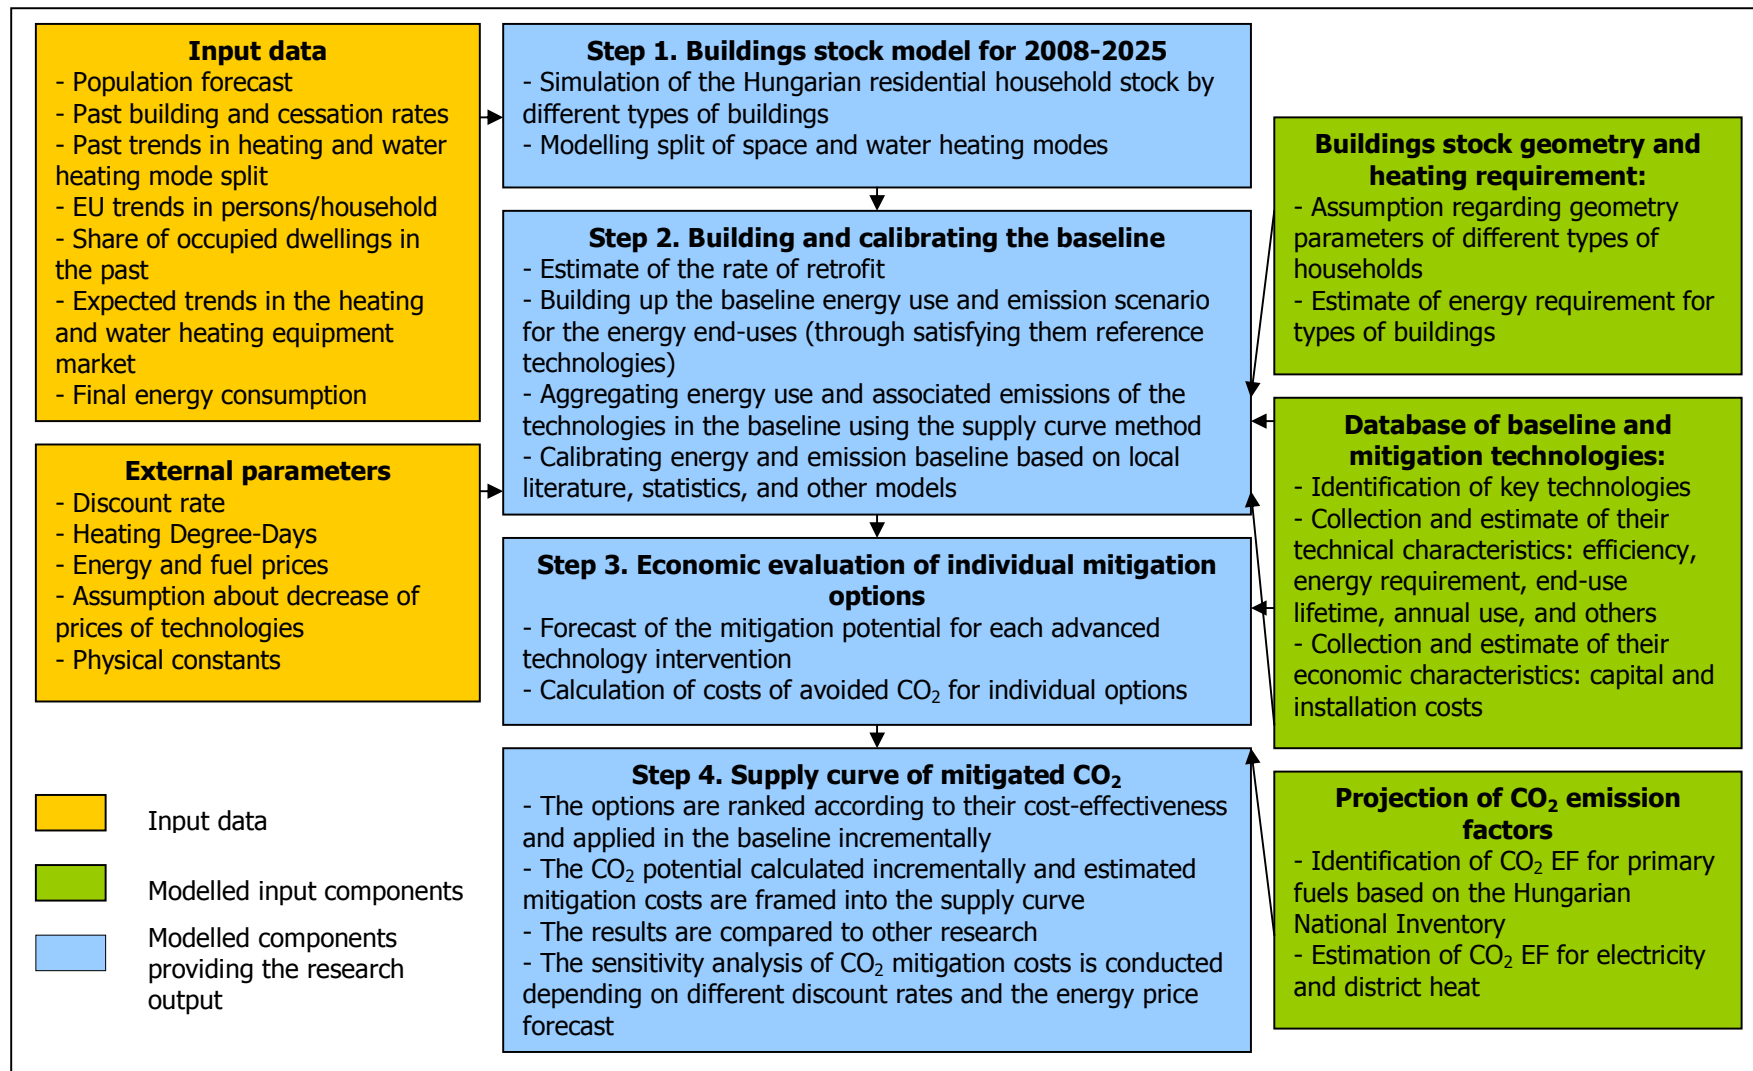 Input data
- Population forecast
- Past building and cessation rates
- Past trends in heating and water
heating mode split
- EU trends in persons/household
- Share of occupied dwellings in
the past
- Expected trends in the heating
and water heating equipment
market
- Final energy consumption
External parameters
- Discount rate
- Heating Degree-Days
- Energy and fuel prices
- Assumption about decrease of
prices of technologies
- Physical constants
Input data
Modelled input components
Modelled components
providing the research
output
Step 1. Buildings stock model for 2008-2025
- Simulation of the Hungarian residential household stock by
different types of buildings
- Modelling split of space and water heating modes
Step 2. Building and calibrating the baseline
- Estimate of the rate of retrofit
- Building up the baseline energy use and emission scenario
for the energy end-uses (through satisfying them reference
technologies)
- Aggregating energy use and associated emissions of the
technologies in the baseline using the supply curve method
- Calibrating energy and emission baseline based on local
literature, statistics, and other models
Step 3. Economic evaluation of individual mitigation
options
- Forecast of the mitigation potential for each advanced
technology intervention
- Calculation of costs of avoided CO₂ for individual options
Step 4. Supply curve of mitigated CO₂
- The options are ranked according to their cost-effectiveness
and applied in the baseline incrementally
- The CO₂ potential calculated incrementally and estimated
mitigation costs are framed into the supply curve
- The results are compared to other research
- The sensitivity analysis of CO₂ mitigation costs is conducted
depending on different discount rates and the energy price
forecast
Buildings stock geometry and
heating requirement:
- Assumption regarding geometry
parameters of different types of
households
- Estimate of energy requirement for
types of buildings
Database of baseline and
mitigation technologies:
- Identification of key technologies
- Collection and estimate of their
technical characteristics: efficiency,
energy requirement, end-use
lifetime, annual use, and others
- Collection and estimate of their
economic characteristics: capital and
installation costs
Projection of CO₂ emission
factors
- Identification of CO₂ EF for primary
fuels based on the Hungarian
National Inventory
- Estimation of CO₂ EF for electricity
and district heat